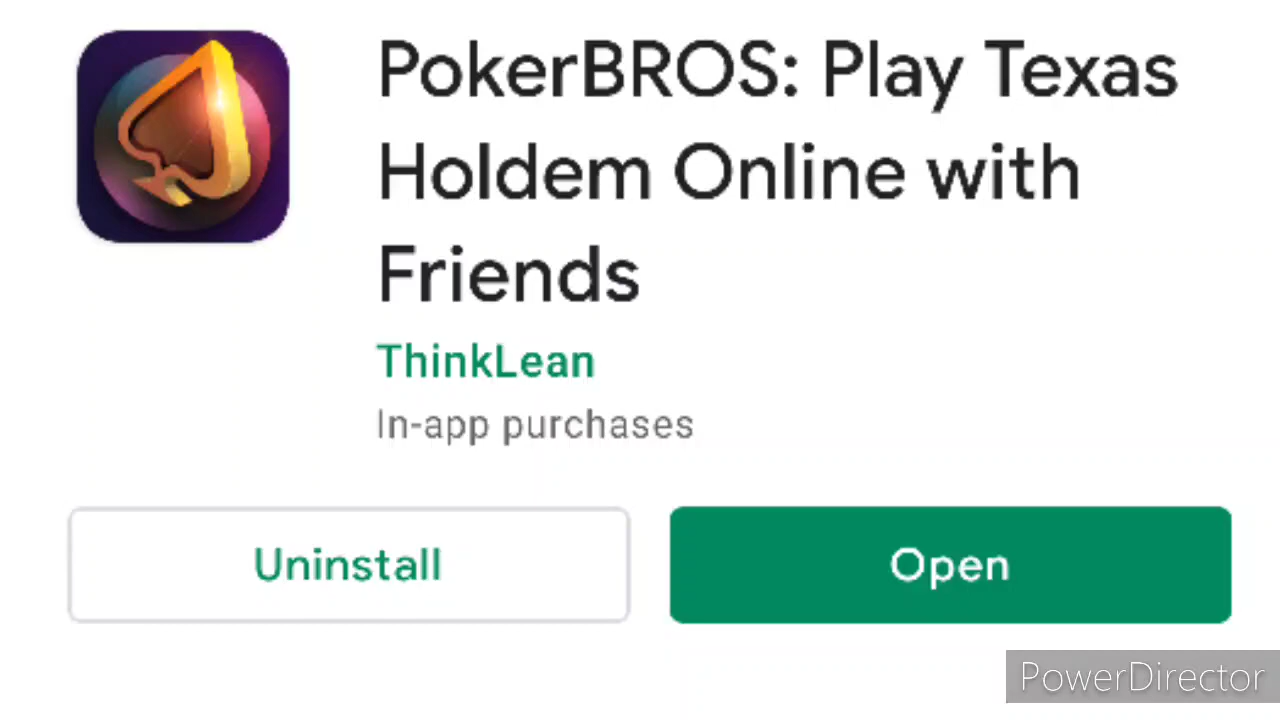 PokerBROS: Play Texas
Holdem Online with
Friends
ThinkLean
In-app purchases
Uninstall
Open
PowerDirector